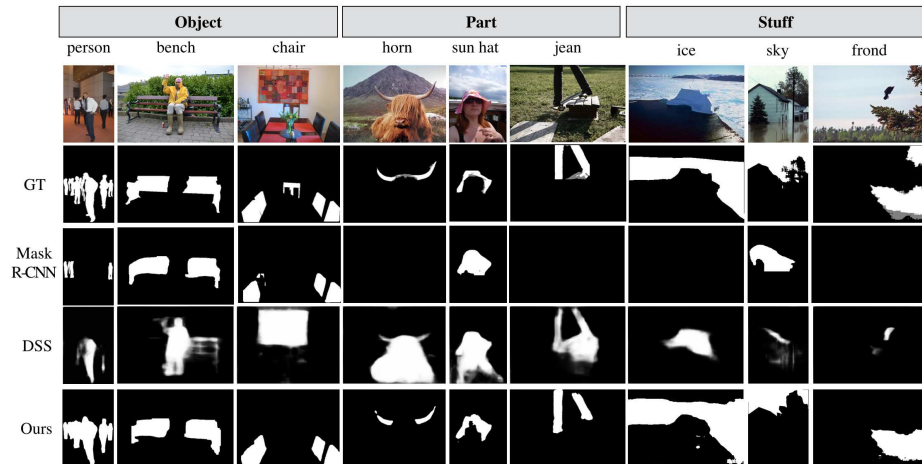 Object Part Stuff
person bench chair horn sun hat jean ice sky frond
GT
Mask
R-CNN
DSS
Ours